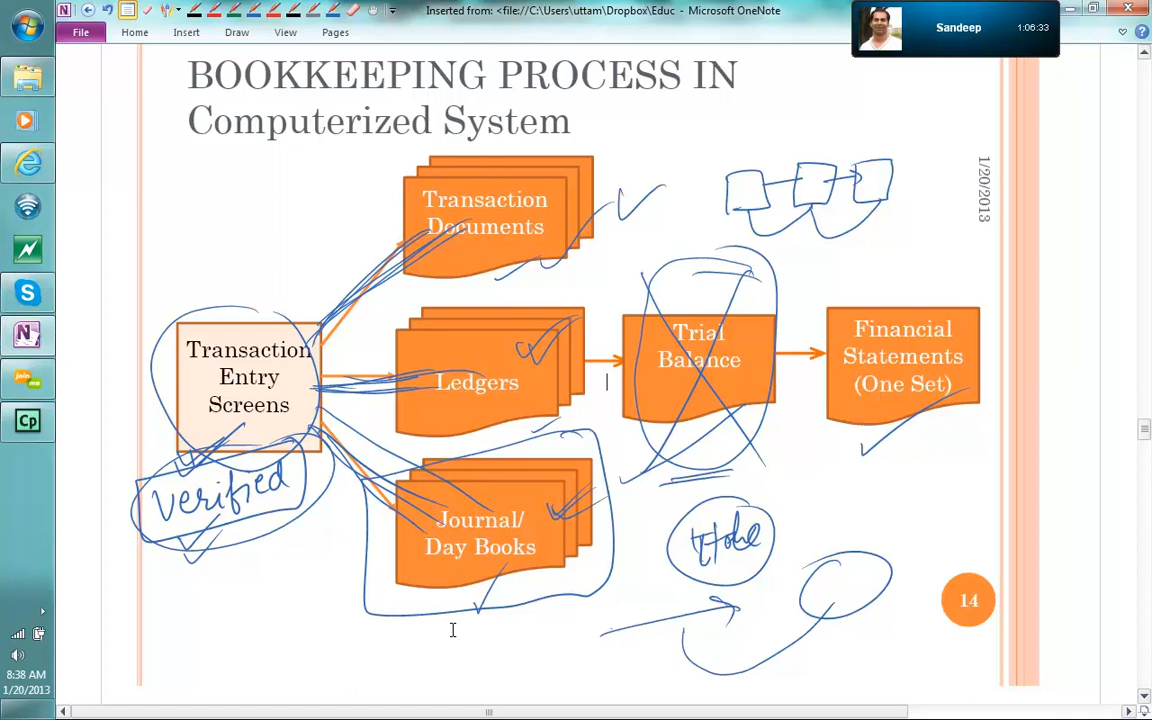 Inserted from: <file://C:\Users\uttam\Dropbox\Educ - Microsoft OneNote
Sandeep
1:06:33
File Home Insert Draw View Pages
BOOKKEEPING PROCESS IN
Computerized System
1/20/2013
Transaction
Documents
Transaction
Entry
Screens
Ledgers
Trial
Balance
Financial
Statements
(One Set)
verified
Journal/
Day Books
14
Cp
8:38 AM
1/20/2013